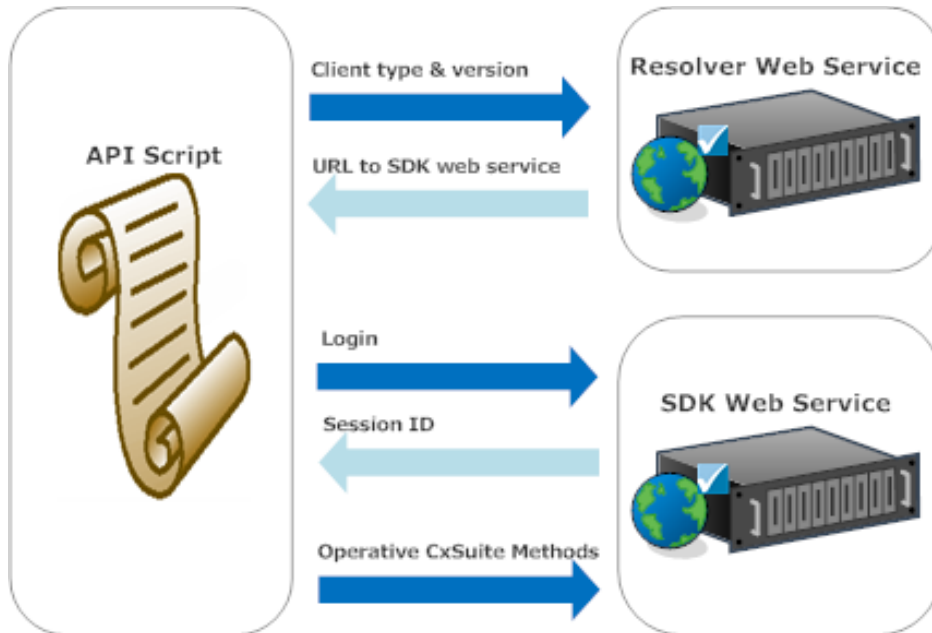 Client type & version
Resolver Web Service
API Script
URL to SDK web service
Login
SDK Web Service
Session ID
Operative CxSuite Methods